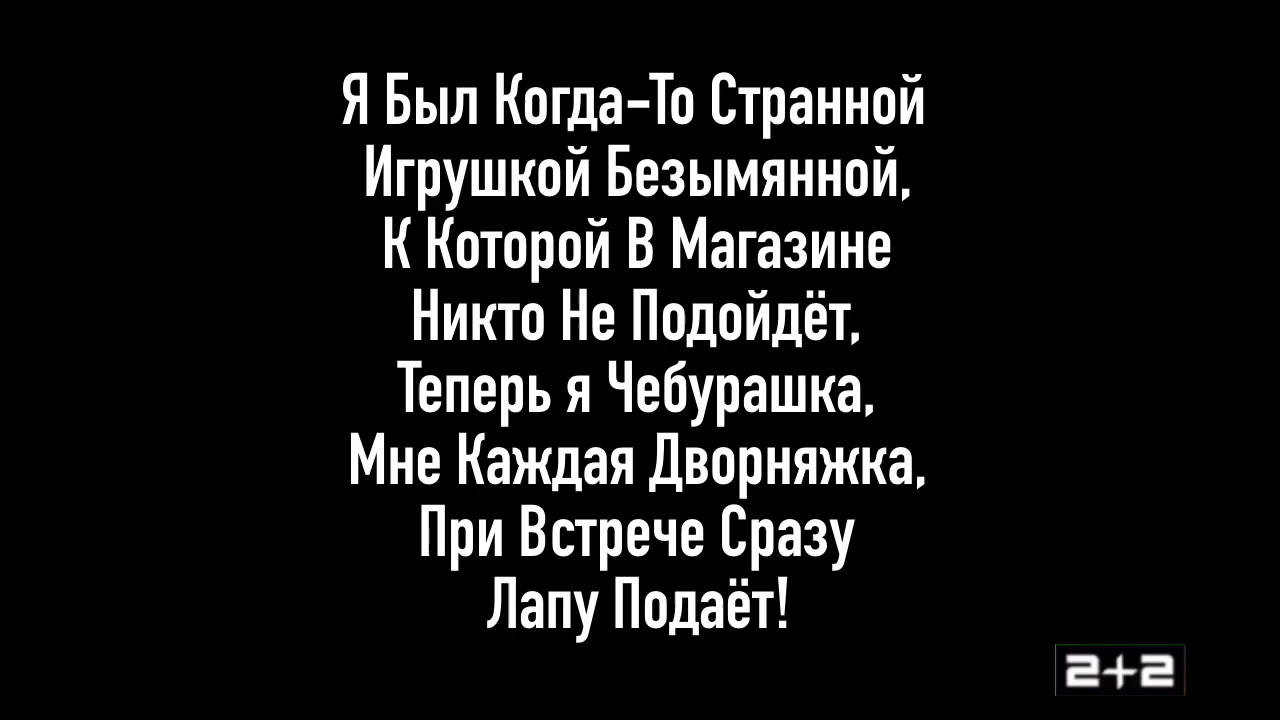 Я Был Когда-То Странной
Игрушкой Безымянной,
К Которой В Магазине
Никто Не Подойдёт,
Теперь я Чебурашка,
Мне Каждая Дворняжка,
При Встрече Сразу
Лапу Подаёт!
2+2